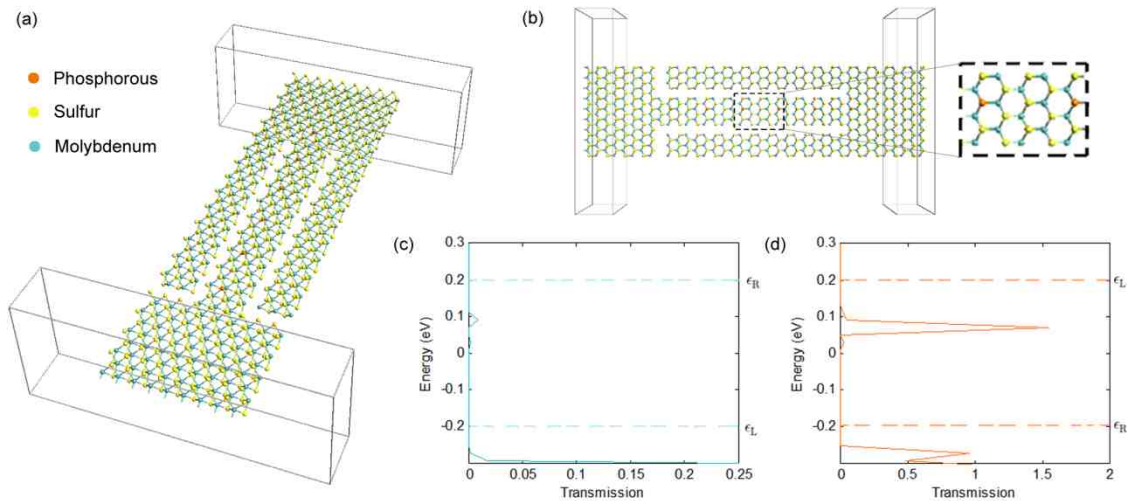 (a)
Phosphorous
Sulfur
Molybdenum
(b)
(c)
0.3
0.2
0.1
0
-0.1
-0.2
Energy (eV)
ϵR
ϵL
0 0.05 0.1 0.15 0.2 0.25
Transmission
(d)
0.3
0.2
0.1
0
-0.1
-0.2
Energy (eV)
ϵL
ϵR
0 0.5 1 1.5 2
Transmission